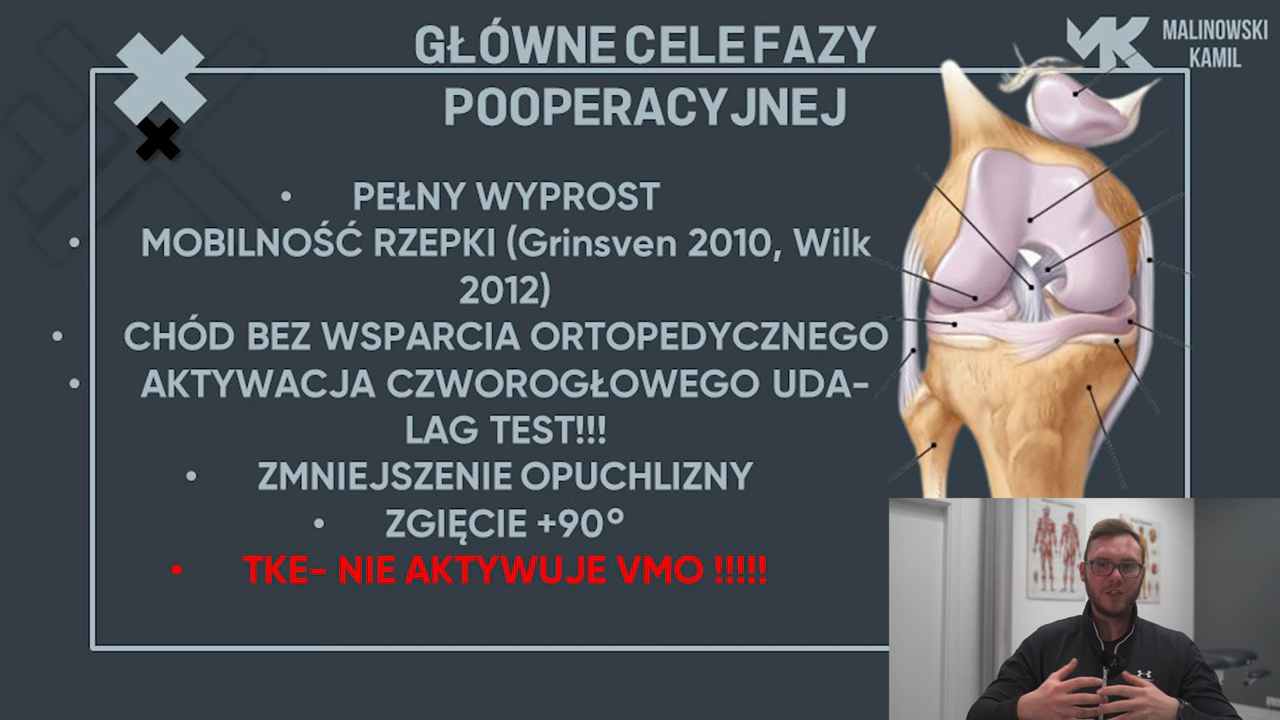 GŁÓWNE CELE FAZY
POOPERACYJNEJ
MALINOWSKI
KAMIL
• PEŁNY WYPROST
• MOBILNOŚĆ RZEPKI (Grinsven 2010, Wilk
2012)
• CHÓD BEZ WSPARCIA ORTOPEDYCZNEGO
• AKTYWACJA CZWOROGŁOWEGO UDA-
LAG TEST!!!
• ZMNIEJSZENIE OPUCHLIZNY
• ZGIĘCIE +90°
• TKE- NIE AKTYWUJE VMO !!!!!